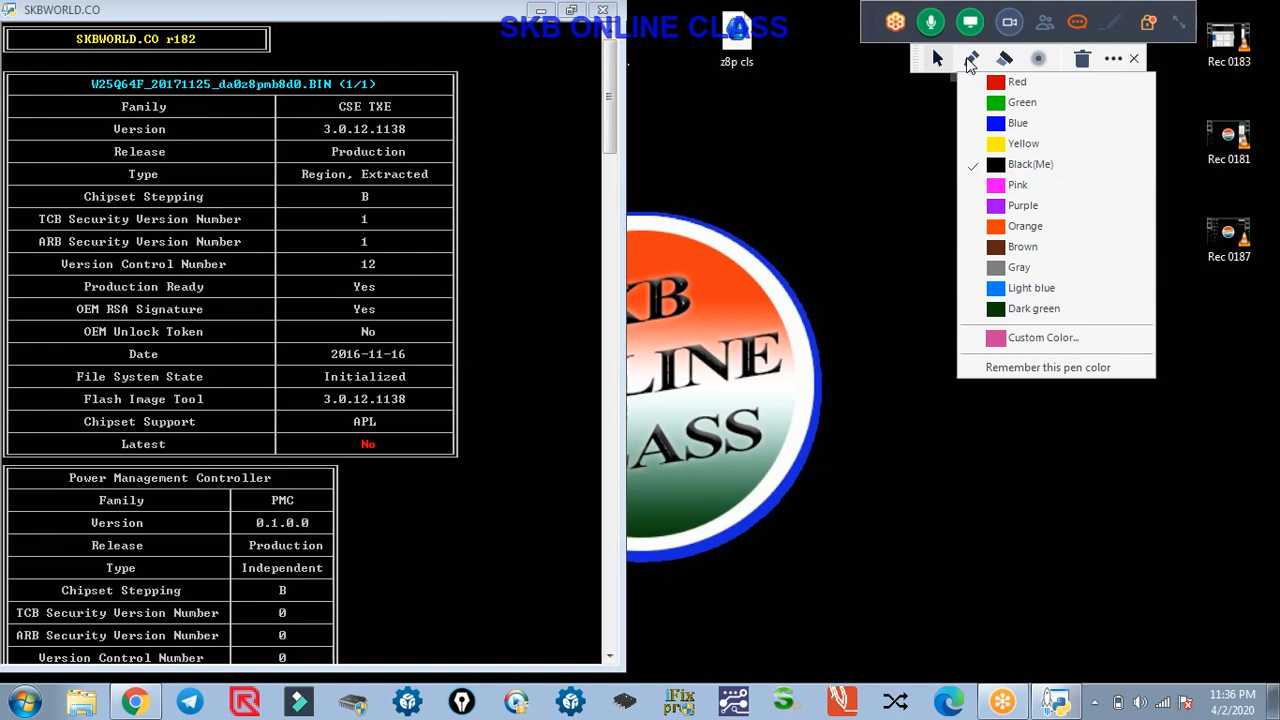 SKBWORLD.CO
SKB ONLINE CLASS
SKBWORLD.CO r182
W25Q64F_20171125_da0z8pmb8d0.BIN (1/1)
Family CSE TXE
Version 3.0.12.1138
Release Production
Type Region, Extracted
Chipset Stepping B
TCB Security Version Number 1
ARB Security Version Number 1
Version Control Number 12
Production Ready Yes
OEM RSA Signature Yes
OEM Unlock Token No
Date 2016-11-16
File System State Initialized
Flash Image Tool 3.0.12.1138
Chipset Support APL
Latest No
Power Management Controller
Family PMC
Version 0.1.0.0
Release Production
Type Independent
Chipset Stepping B
TCB Security Version Number 0
ARB Security Version Number 0
Version Control Number 0
KB
LINE
ASS
z8p cls
Red
Green
Blue
Yellow
Black(Me)
Pink
Purple
Orange
Brown
Gray
Light blue
Dark green
Custom Color...
Remember this pen color
Rec 0183
Rec 0181
Rec 0187
iFix
prg
S
11:36 PM
4/2/2020